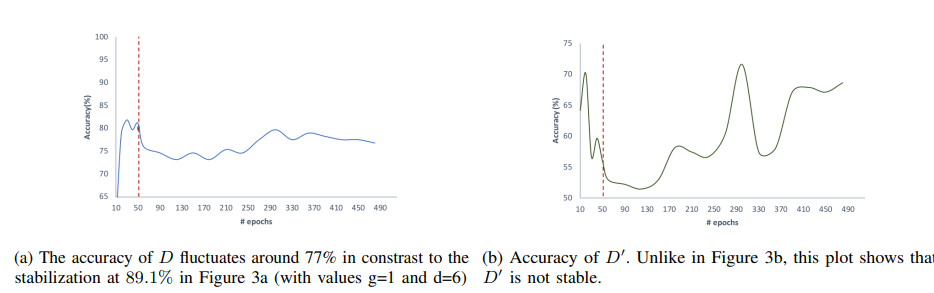 100
95
90
85
80
75
70
65
Accuracy(%)
10 50 90 130 170 210 250 290 330 370 410 450 490
# epochs
75
70
65
60
55
50
Accuracy (%)
10 50 90 130 170 210 250 290 330 370 410 450 490
# epochs
(a) The accuracy of D fluctuates around 77% in constrast to the
stabilization at 89.1% in Figure 3a (with values g=1 and d=6)
(b) Accuracy of D′. Unlike in Figure 3b, this plot shows that
D′ is not stable.